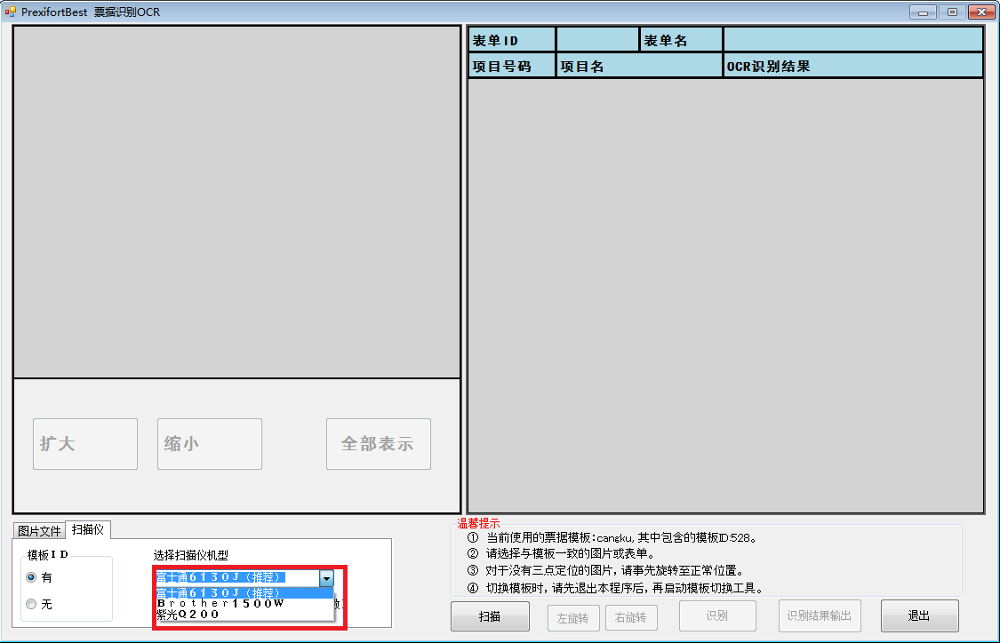 PrexifortBest 票据识别OCR
表单ID 表单名
项目号码 项目名 OCR识别结果
扩大 缩小 全部表示
图片文件 扫描仪
模板ID
有
无
选择扫描仪机型
富士通6130J（推荐）
富士通6130J（推荐）
Brother1500W
紫光Q200
温馨提示
① 当前使用的票据模板:cangku,其中包含的模板ID:528。
② 请选择与模板一致的图片或表单。
③ 对于没有三点定位的图片，请事先旋转至正常位置。
④ 切换模板时，请先退出本程序后，再启动模板切换工具。
扫描 左旋转 右旋转 识别 识别结果输出 退出